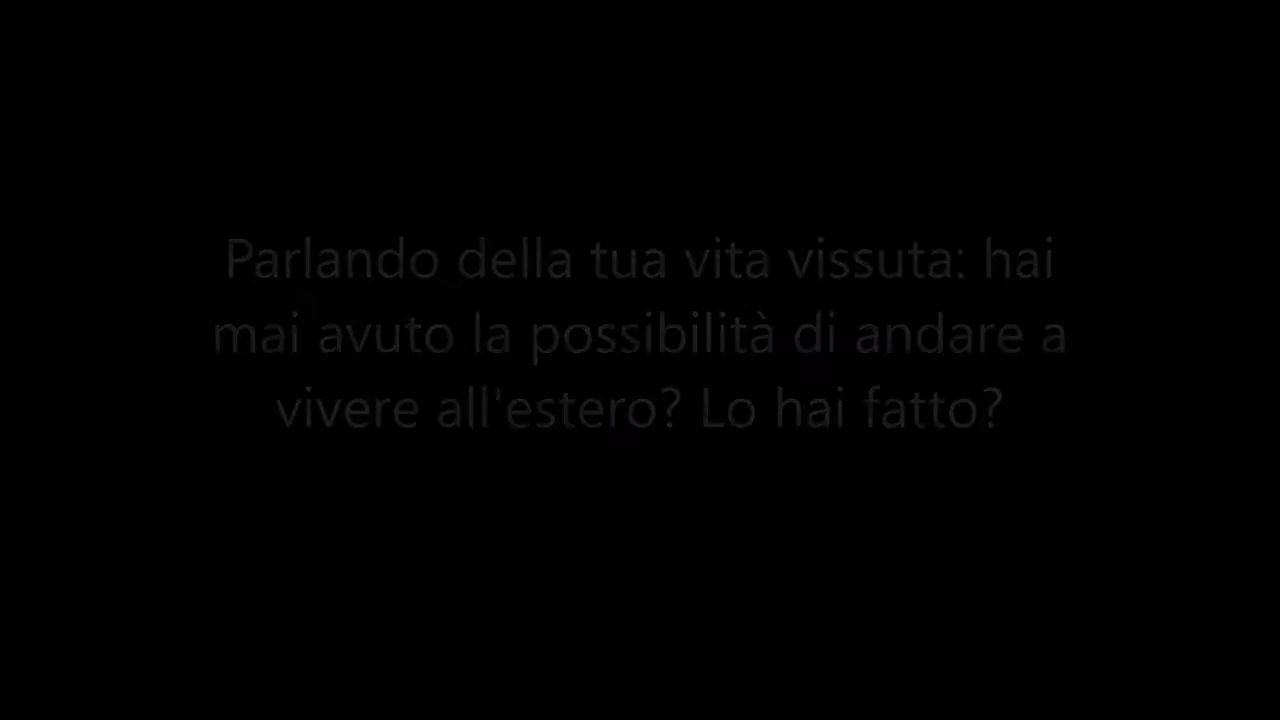 Parlando della tua vita vissuta: hai
mai avuto la possibilità di andare a
vivere all'estero? Lo hai fatto?